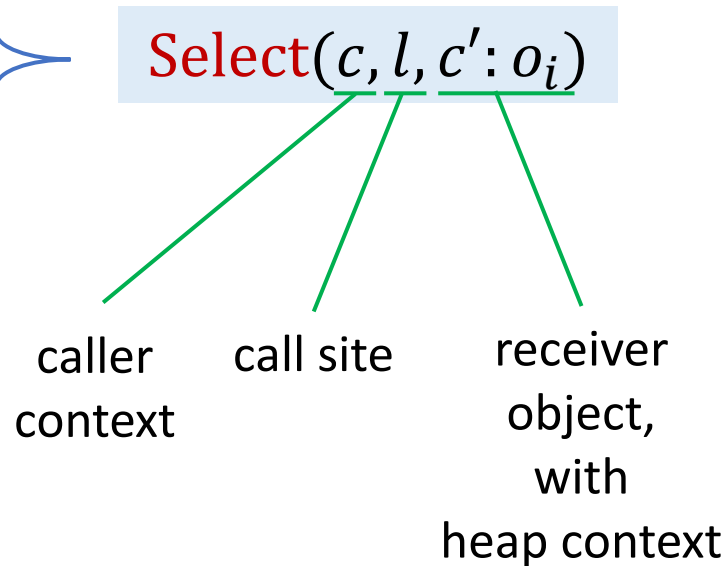 Select(c, l, c′: oᵢ)
caller
context
call site
receiver
object,
with
heap context